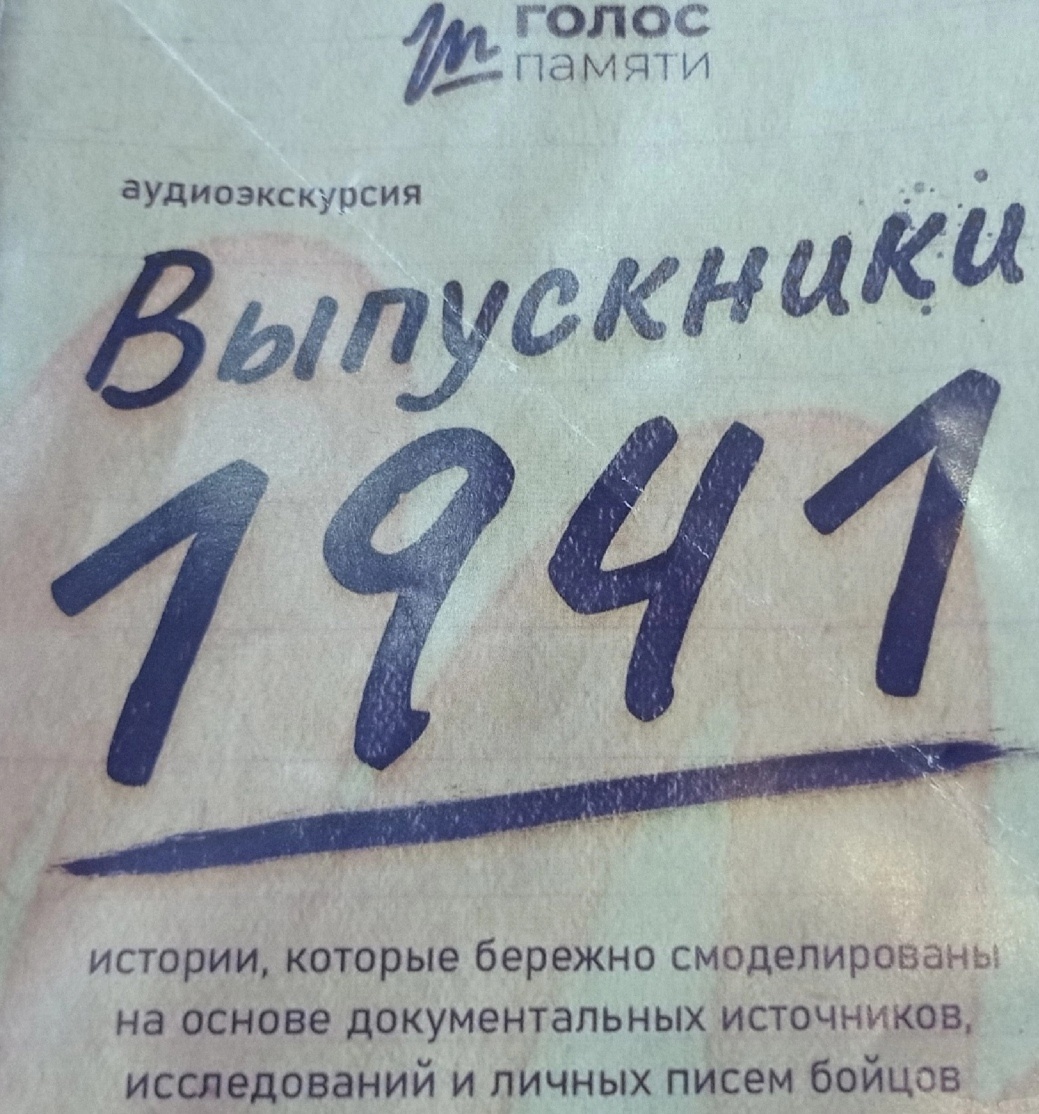 голос
памяти
аудиоэкскурсия
Выпускники
1941
истории, которые бережно смоделированы
на основе документальных источников,
исследований и личных писем бойцов